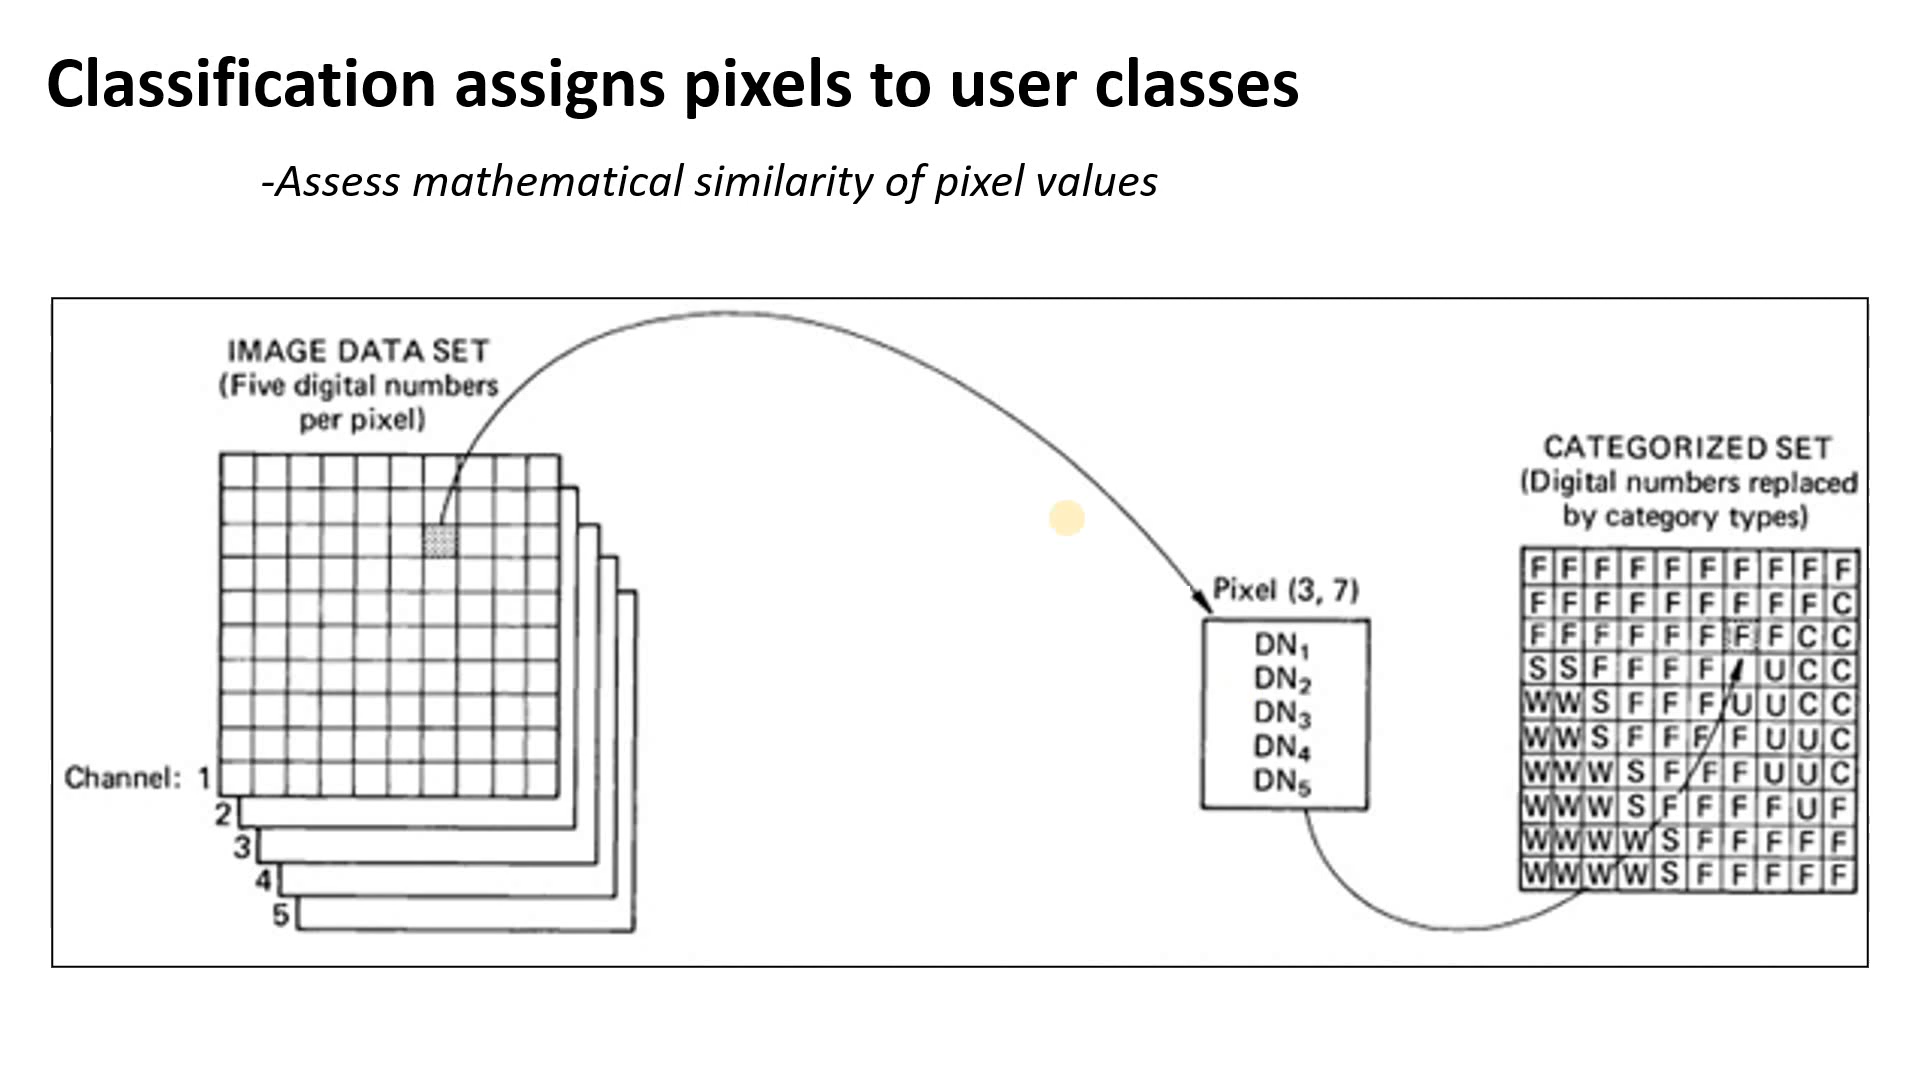 Classification assigns pixels to user classes
-Assess mathematical similarity of pixel values
IMAGE DATA SET
(Five digital numbers
per pixel)
Channel: 1
2
3
4
5
Pixel (3, 7)
DN₁
DN₂
DN₃
DN₄
DN₅
CATEGORIZED SET
(Digital numbers replaced
by category types)
F F F F F F F F F F
F F F F F F F F F C
F F F F F F F F C C
S S F F F F U C C
W W S F F F U U C C
W W S F F F F U U C
W W W S F F F U U C
W W W S F F F F U F
W W W W S F F F F F
W W W W S F F F F F